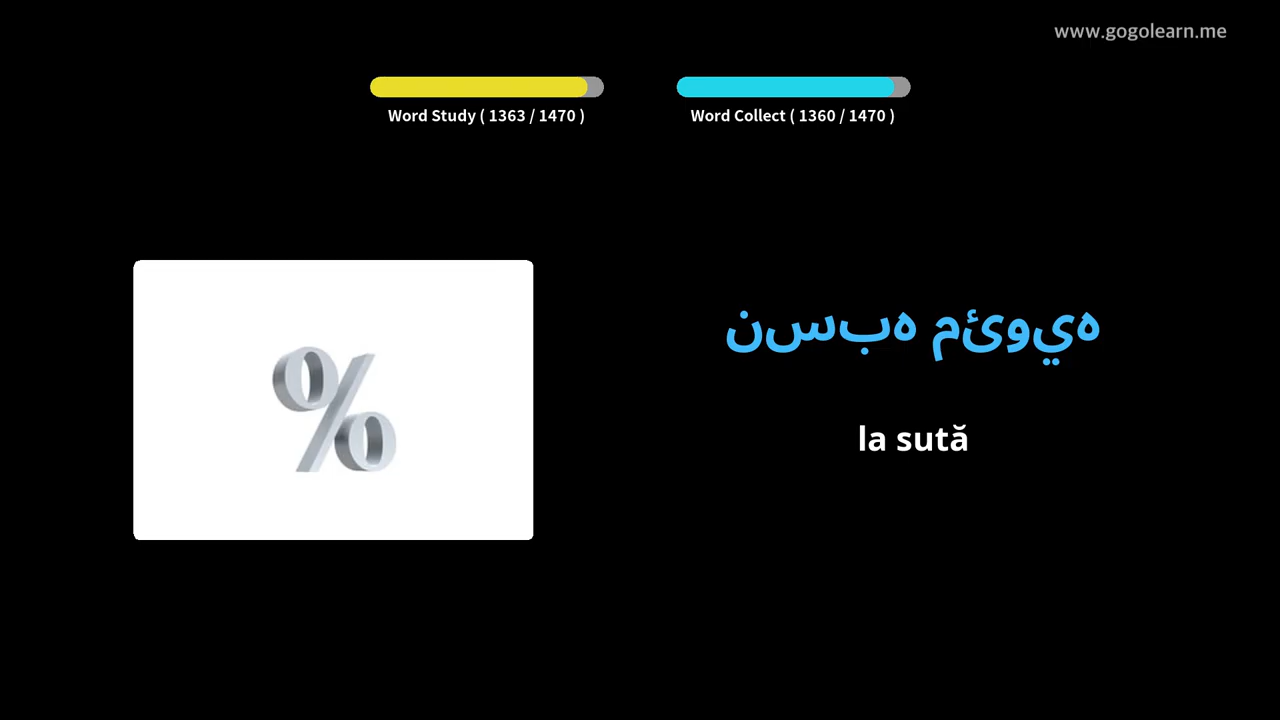 www.gogolearn.me
Word Study ( 1363 / 1470 )
Word Collect ( 1360 / 1470 )
نسبه مئويه
la sută